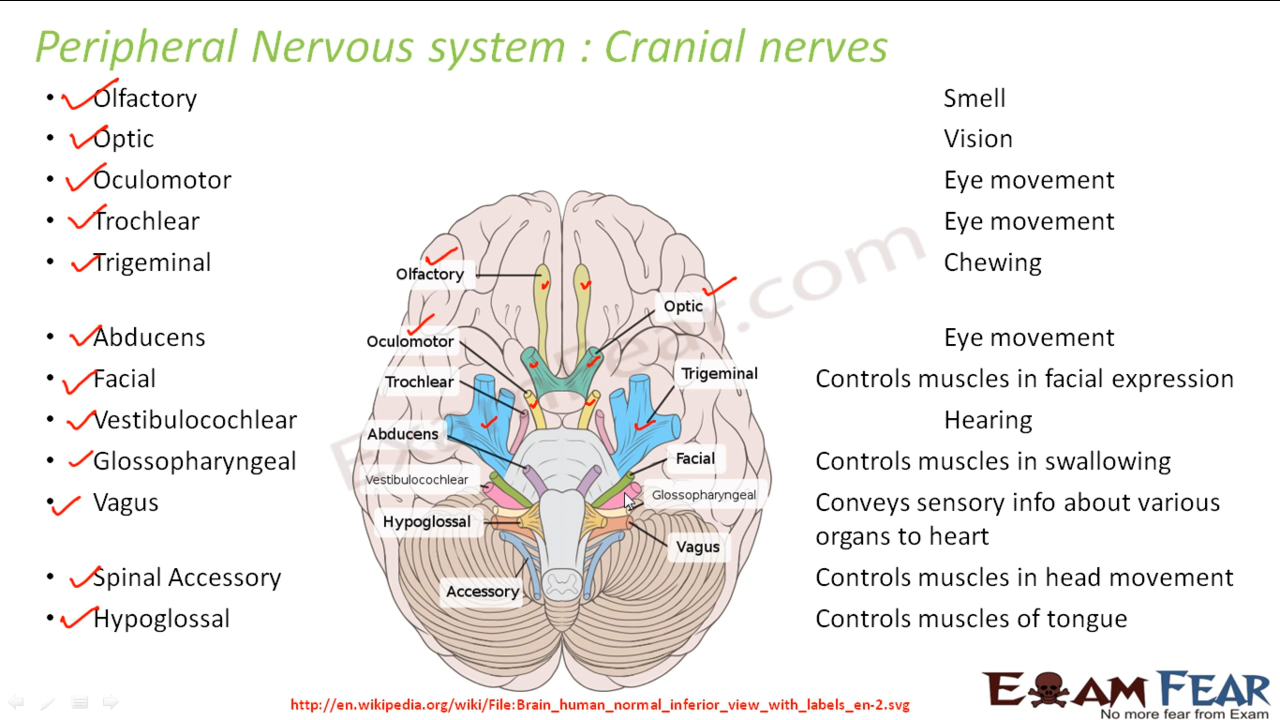 Peripheral Nervous system : Cranial nerves
• Olfactory Smell
• Optic Vision
• Oculomotor Eye movement
• Trochlear Eye movement
• Trigeminal Chewing
Olfactory
Optic
Oculomotor
Trochlear
Trigeminal
Abducens
Facial
Vestibulocochlear
Glossopharyngeal
Hypoglossal
Vagus
Accessory
• Abducens Eye movement
• Facial Controls muscles in facial expression
• Vestibulocochlear Hearing
• Glossopharyngeal Controls muscles in swallowing
• Vagus Conveys sensory info about various
organs to heart
• Spinal Accessory Controls muscles in head movement
• Hypoglossal Controls muscles of tongue
Examfear.com
http://en.wikipedia.org/wiki/File:Brain_human_normal_inferior_view_with_labels_en-2.svg
EXAM FEAR
No more fear from Exam